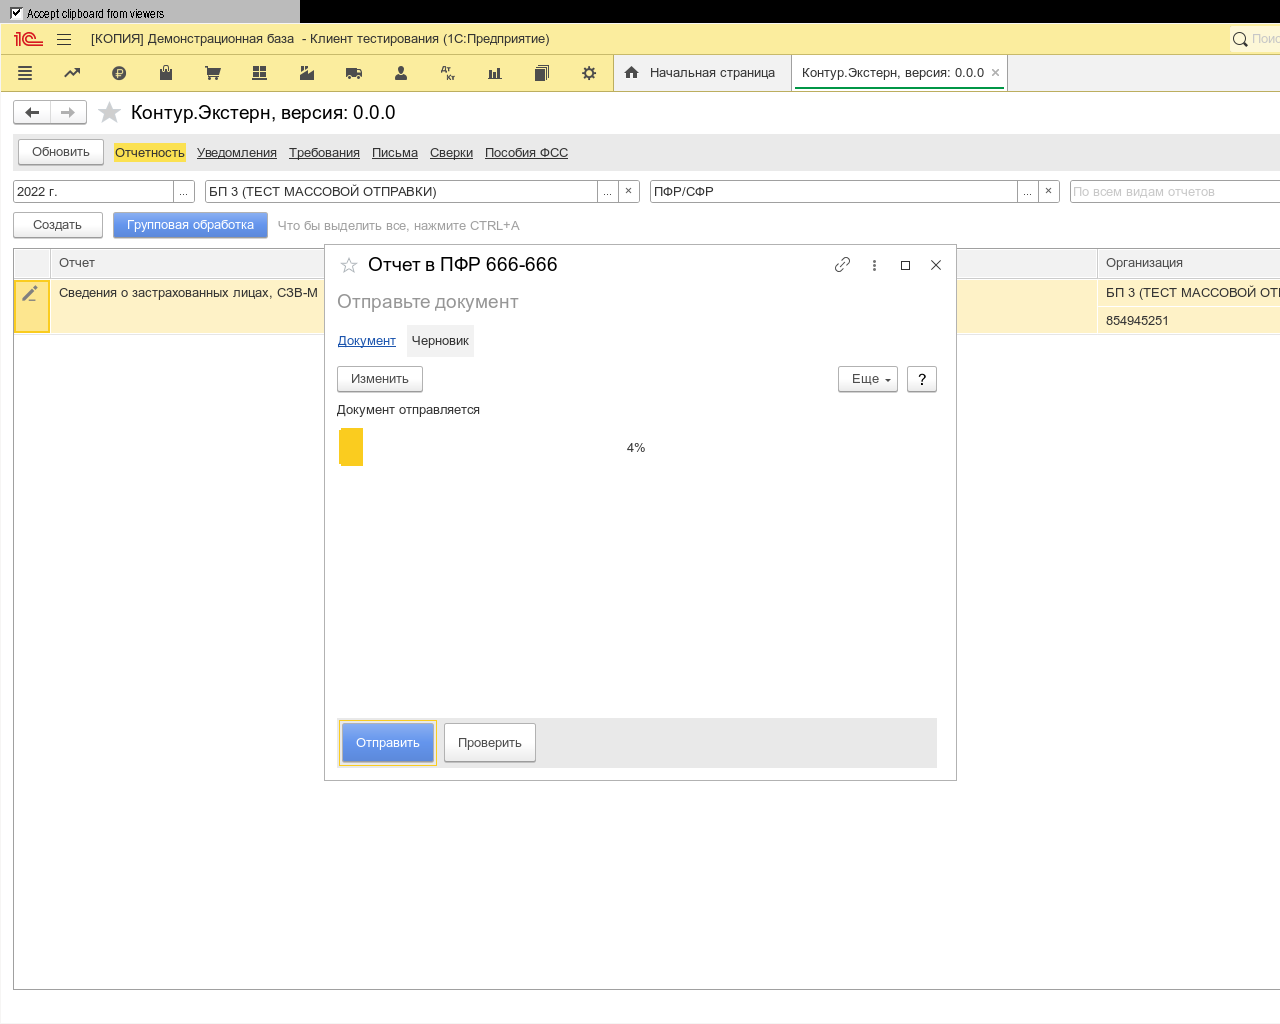 Accept clipboard from viewers
1С [КОПИЯ] Демонстрационная база - Клиент тестирования (1С:Предприятие)
Дт Кт Начальная страница Контур.Экстерн, версия: 0.0.0
Контур.Экстерн, версия: 0.0.0
Обновить Отчетность Уведомления Требования Письма Сверки Пособия ФСС
2022 г. ... БП 3 (ТЕСТ МАССОВОЙ ОТПРАВКИ) ... × ПФР/СФР ... × По всем видам отчетов
Создать Групповая обработка Что бы выделить все, нажмите CTRL+A
Отчет Организация
Сведения о застрахованных лицах, СЗВ-М БП 3 (ТЕСТ МАССОВОЙ
854945251
Отчет в ПФР 666-666
Отправьте документ
Документ Черновик
Изменить Еще ?
Документ отправляется
4%
Отправить Проверить